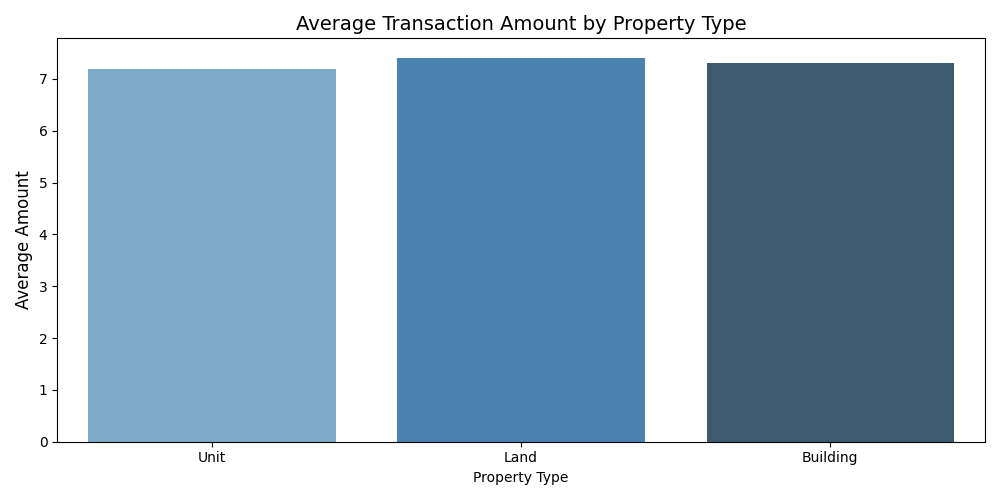 Average Transaction Amount by Property Type
Average Amount
7
6
5
4
3
2
1
0
Unit
Land
Building
Property Type